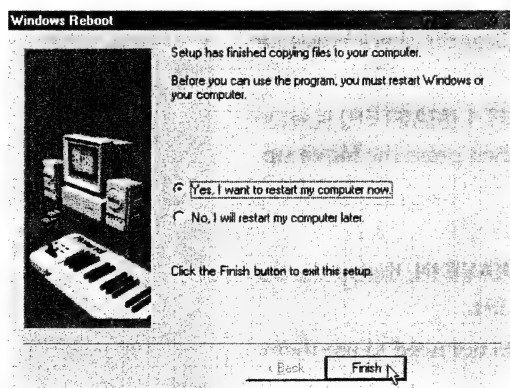 Windows Reboot
Setup has finished copying files to your computer.
Before you can use the program, you must restart Windows or
your computer.
Yes, I want to restart my computer now.
No, I will restart my computer later.
Click the Finish button to exit this setup.
< Back
Finish